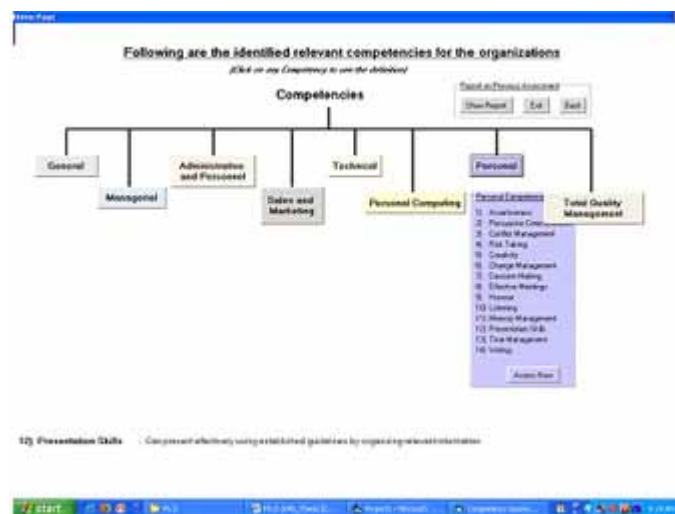 Following are the identified relevant competencies for the organizations
(Click on any Competency to see the definition)
Competencies
Report on Previous Assessment
Show Report Exit Back
General
Managerial
Administrative
and Personnel
Sales and
Marketing
Technical
Personal Computing
Personal
Total Quality
Management
Personal Competency
1) Assertiveness
2) Persuasive
3) Conflict Management
4) Risk Taking
5) Creativity
6) Change Management
7) Decision Making
8) Effective Meetings
9) Humour
10) Listening
11) Memory Management
12) Presentation Skills
13) Time Management
14) Writing
12) Presentation Skills - Can present effectively using established guidelines by organizing relevant information
start